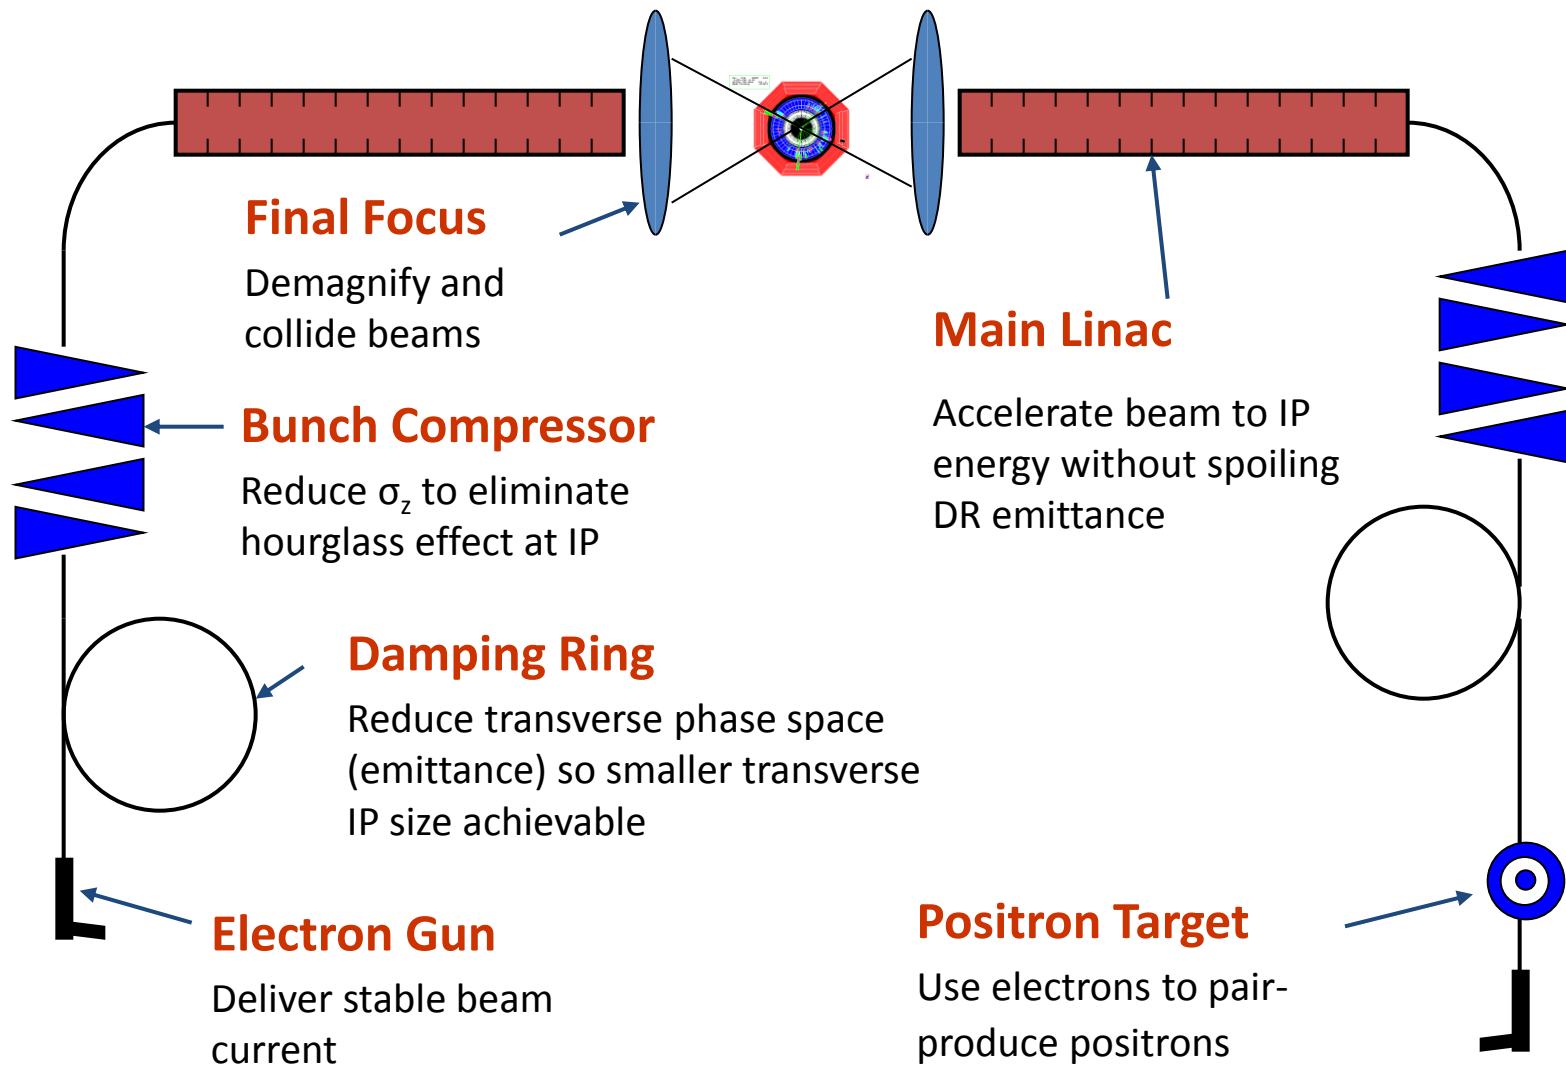 Final Focus
Demagnify and
collide beams
Main Linac
Accelerate beam to IP
energy without spoiling
DR emittance
Bunch Compressor
Reduce σz to eliminate
hourglass effect at IP
Damping Ring
Reduce transverse phase space
(emittance) so smaller transverse
IP size achievable
Electron Gun
Deliver stable beam
current
Positron Target
Use electrons to pair-
produce positrons